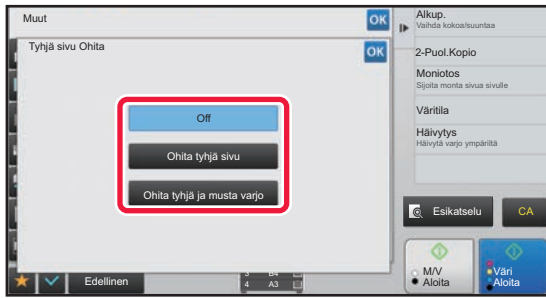 Muut
OK
Tyhjä sivu Ohita
OK
Off
Ohita tyhjä sivu
Ohita tyhjä ja musta varjo
Edellinen
3 B4
4 A3
Alkup.
Vaihda kokoa/suuntaa
2-Puol.Kopio
Moniotos
Sijoita monta sivua sivulle
Väritila
Häivytys
Häivytä varjo ympäriltä
Esikatselu
CA
M/V
Aloita
Väri
Aloita